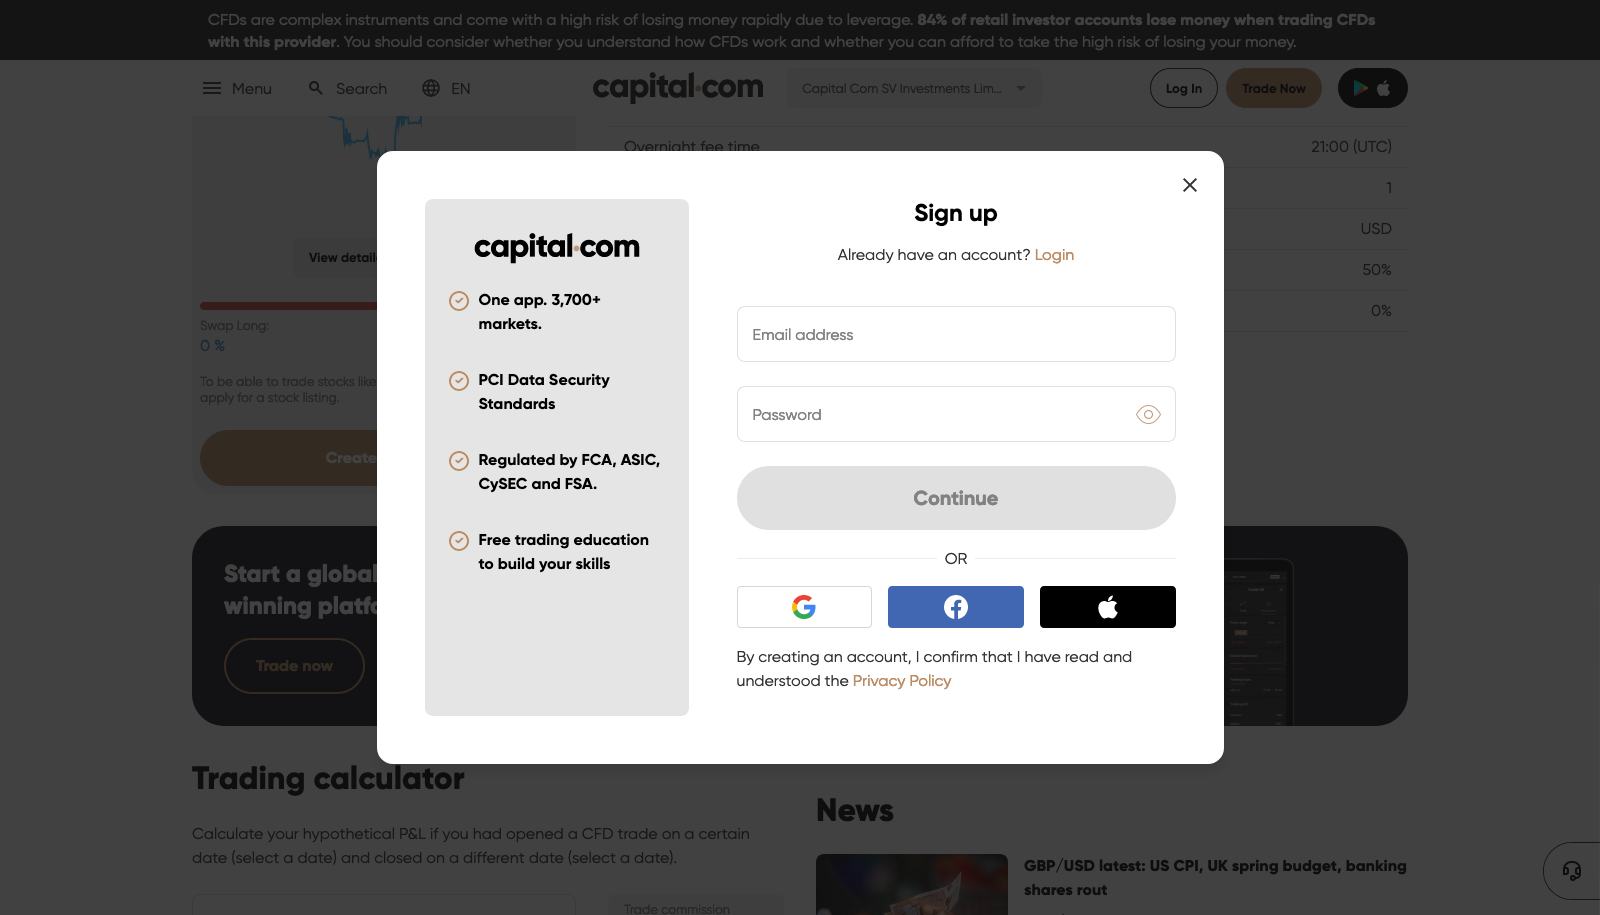 CFDs are complex instruments and come with a high risk of losing money rapidly due to leverage. 84% of retail investor accounts lose money when trading CFDs
with this provider. You should consider whether you understand how CFDs work and whether you can afford to take the high risk of losing your money.
Menu
Search
EN
capital.com
Capital Com SV Investments Lim...
Log In
Trade Now
Overnight fee time
21:00 (UTC)
1
USD
50%
0%
View detaile
Swap Long:
0 %
To be able to trade stocks like
apply for a stock listing.
Create
Sign up
Already have an account? Login
capital.com
One app. 3,700+
markets.
PCI Data Security
Standards
Regulated by FCA, ASIC,
CySEC and FSA.
Free trading education
to build your skills
Email address
Password
Continue
OR
By creating an account, I confirm that I have read and
understood the Privacy Policy
Start a global
winning platfo
Trade now
Trading calculator
Calculate your hypothetical P&L if you had opened a CFD trade on a certain
date (select a date) and closed on a different date (select a date).
Trade commission
News
GBP/USD latest: US CPI, UK spring budget, banking
shares rout